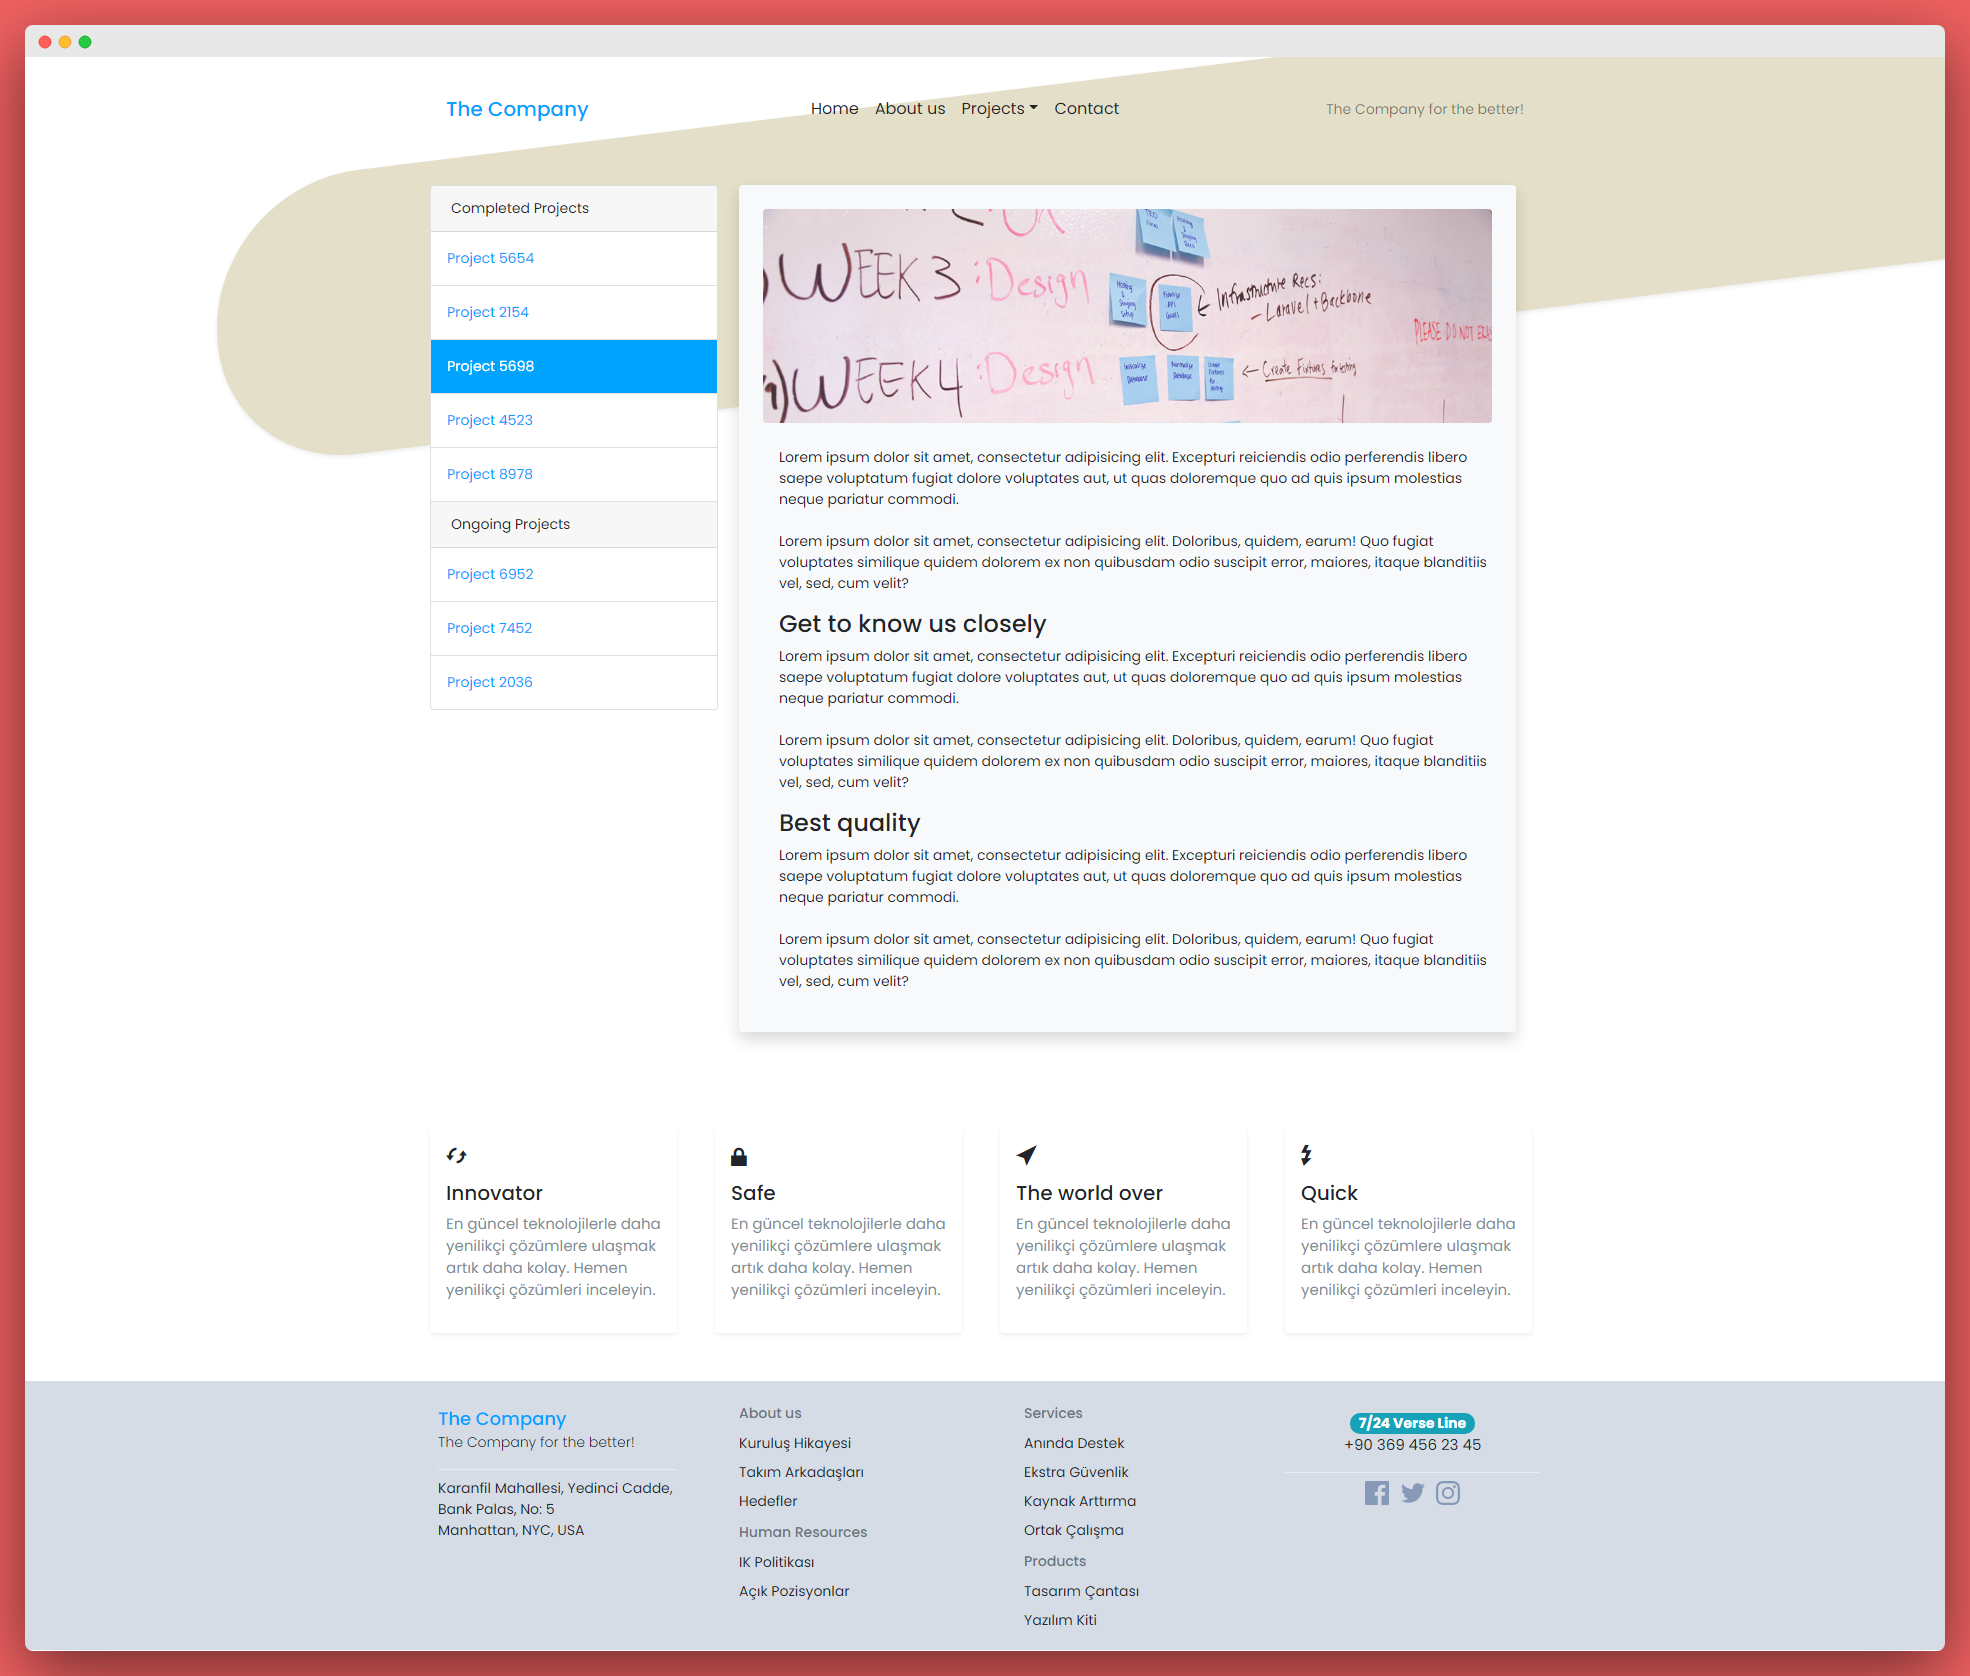 The Company
Home About us Projects Contact
The Company for the better!
Completed Projects
Project 5654
Project 2154
Project 5698
Project 4523
Project 8978
Ongoing Projects
Project 6952
Project 7452
Project 2036
WEEK 3 : Design
Hosting & Staging Setup
← Infrastructure Recs:
- Laravel + Backbone
PLEASE DO NOT ERAS
WEEK 4 : Design
Normalize Database
← Create Fixtures for testing
Lorem ipsum dolor sit amet, consectetur adipisicing elit. Excepturi reiciendis odio perferendis libero
saepe voluptatum fugiat dolore voluptates aut, ut quas doloremque quo ad quis ipsum molestias
neque pariatur commodi.
Lorem ipsum dolor sit amet, consectetur adipisicing elit. Doloribus, quidem, earum! Quo fugiat
voluptates similique quidem dolorem ex non quibusdam odio suscipit error, maiores, itaque blanditiis
vel, sed, cum velit?
Get to know us closely
Lorem ipsum dolor sit amet, consectetur adipisicing elit. Excepturi reiciendis odio perferendis libero
saepe voluptatum fugiat dolore voluptates aut, ut quas doloremque quo ad quis ipsum molestias
neque pariatur commodi.
Lorem ipsum dolor sit amet, consectetur adipisicing elit. Doloribus, quidem, earum! Quo fugiat
voluptates similique quidem dolorem ex non quibusdam odio suscipit error, maiores, itaque blanditiis
vel, sed, cum velit?
Best quality
Lorem ipsum dolor sit amet, consectetur adipisicing elit. Excepturi reiciendis odio perferendis libero
saepe voluptatum fugiat dolore voluptates aut, ut quas doloremque quo ad quis ipsum molestias
neque pariatur commodi.
Lorem ipsum dolor sit amet, consectetur adipisicing elit. Doloribus, quidem, earum! Quo fugiat
voluptates similique quidem dolorem ex non quibusdam odio suscipit error, maiores, itaque blanditiis
vel, sed, cum velit?
Innovator
En güncel teknolojilerle daha
yenilikçi çözümlere ulaşmak
artık daha kolay. Hemen
yenilikçi çözümleri inceleyin.
Safe
En güncel teknolojilerle daha
yenilikçi çözümlere ulaşmak
artık daha kolay. Hemen
yenilikçi çözümleri inceleyin.
The world over
En güncel teknolojilerle daha
yenilikçi çözümlere ulaşmak
artık daha kolay. Hemen
yenilikçi çözümleri inceleyin.
Quick
En güncel teknolojilerle daha
yenilikçi çözümlere ulaşmak
artık daha kolay. Hemen
yenilikçi çözümleri inceleyin.
The Company
The Company for the better!
Karanfil Mahallesi, Yedinci Cadde,
Bank Palas, No: 5
Manhattan, NYC, USA
About us
Kuruluş Hikayesi
Takım Arkadaşları
Hedefler
Human Resources
IK Politikası
Açık Pozisyonlar
Services
Anında Destek
Ekstra Güvenlik
Kaynak Arttırma
Ortak Çalışma
Products
Tasarım Çantası
Yazılım Kiti
7/24 Verse Line
+90 369 456 23 45